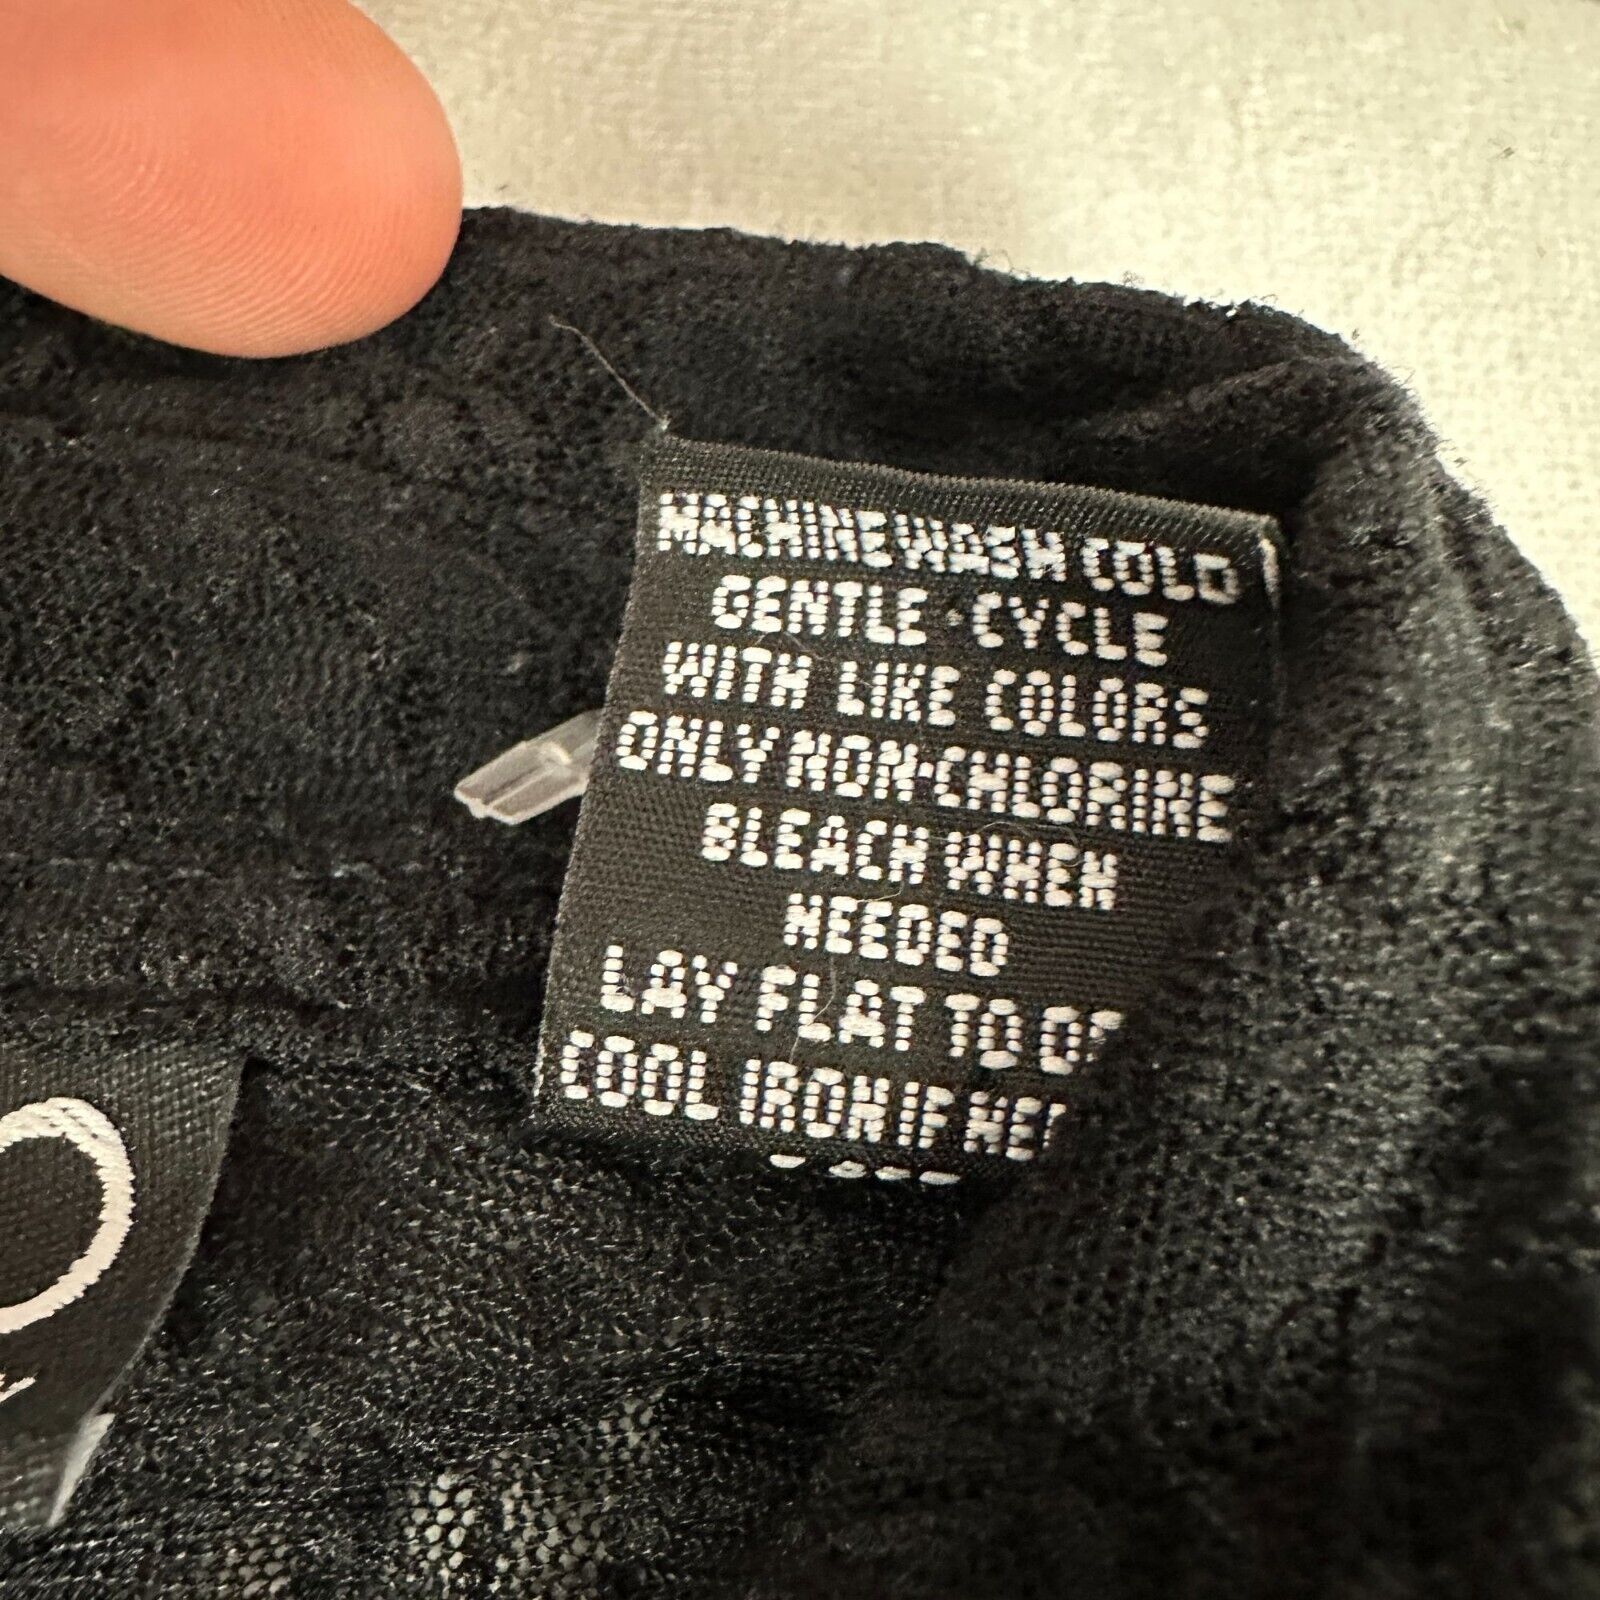 MACHINE WASH COLD
GENTLE CYCLE
WITH LIKE COLORS
ONLY NON-CHLORINE
BLEACH WHEN
NEEDED
LAY FLAT TO
COOL IRON IF